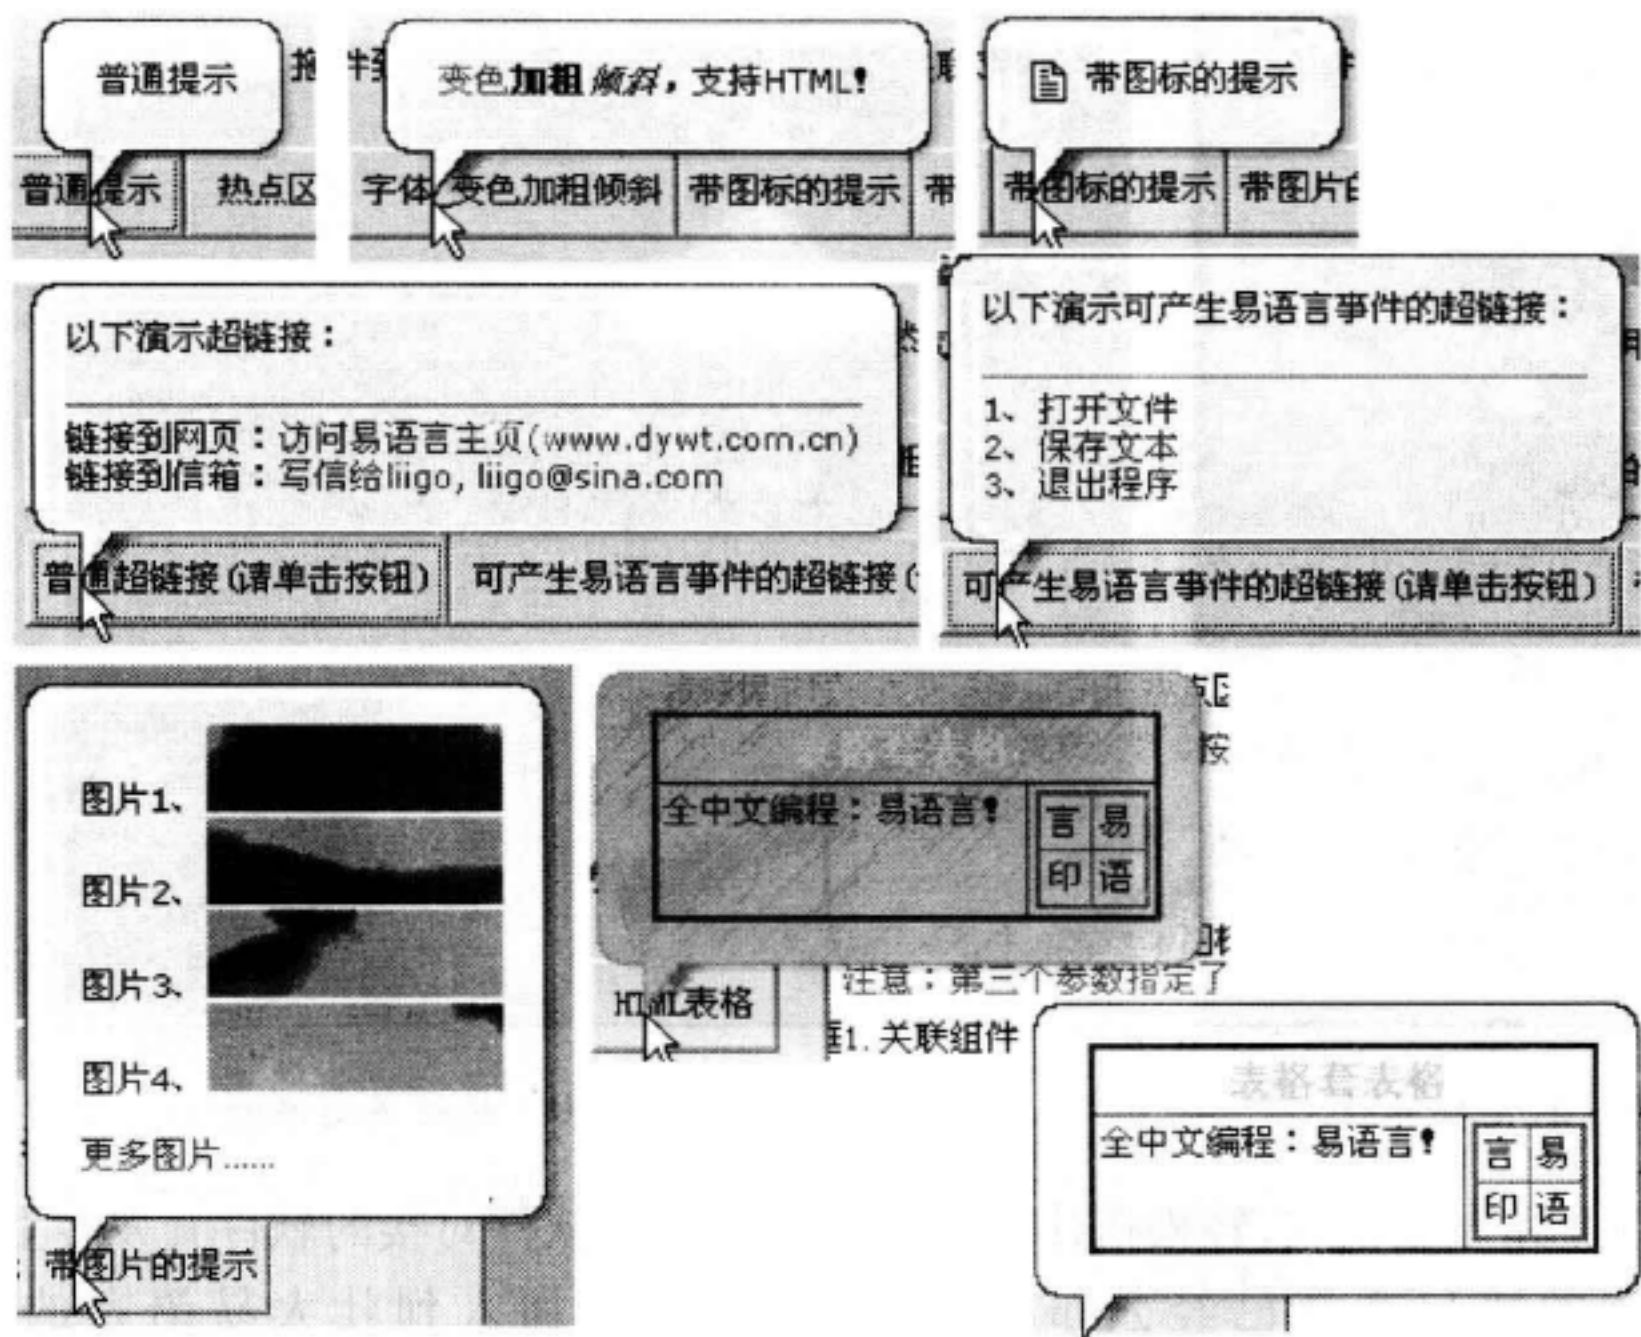 普通提示
普通提示
热点区
变色加粗倾斜，支持HTML！
字体
变色加粗倾斜
带图标的提示
带
带图标的提示
带图标的提示
带图片
以下演示超链接：
链接到网页：访问易语言主页(www.dywt.com.cn)
链接到信箱：写信给liigo, liigo@sina.com
普通超链接(请单击按钮)
可产生易语言事件的超链接(
以下演示可产生易语言事件的超链接：
1、打开文件
2、保存文本
3、退出程序
可产生易语言事件的超链接(请单击按钮)
图片1、
图片2、
图片3、
图片4、
更多图片……
带图片的提示
表格套表格
全中文编程：易语言！
言 易
印 语
HTML表格
注意：第三个参数指定了
1.关联组件
表格套表格
全中文编程：易语言！
言 易
印 语